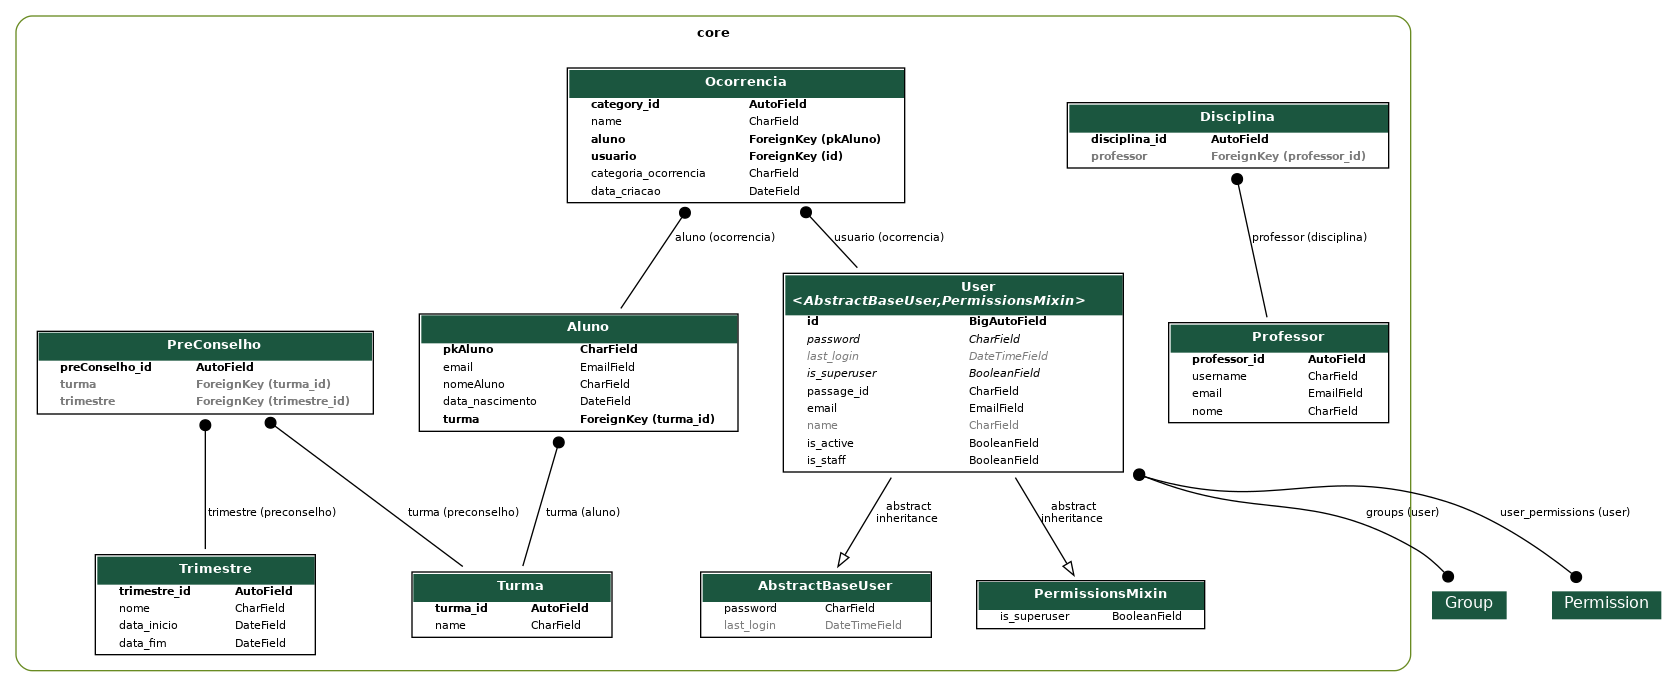 core
Ocorrencia
category_id AutoField
name CharField
aluno ForeignKey (pkAluno)
usuario ForeignKey (id)
categoria_ocorrencia CharField
data_criacao DateField
Disciplina
disciplina_id AutoField
professor ForeignKey (professor_id)
aluno (ocorrencia)
usuario (ocorrencia)
professor (disciplina)
PreConselho
preConselho_id AutoField
turma ForeignKey (turma_id)
trimestre ForeignKey (trimestre_id)
Aluno
pkAluno CharField
email EmailField
nomeAluno CharField
data_nascimento DateField
turma ForeignKey (turma_id)
User
<AbstractBaseUser,PermissionsMixin>
id BigAutoField
password CharField
last_login DateTimeField
is_superuser BooleanField
passage_id CharField
email EmailField
name CharField
is_active BooleanField
is_staff BooleanField
Professor
professor_id AutoField
username CharField
email EmailField
nome CharField
trimestre (preconselho)
turma (preconselho)
turma (aluno)
abstract
inheritance
abstract
inheritance
groups (user)
user_permissions (user)
Trimestre
trimestre_id AutoField
nome CharField
data_inicio DateField
data_fim DateField
Turma
turma_id AutoField
name CharField
AbstractBaseUser
password CharField
last_login DateTimeField
PermissionsMixin
is_superuser BooleanField
Group
Permission